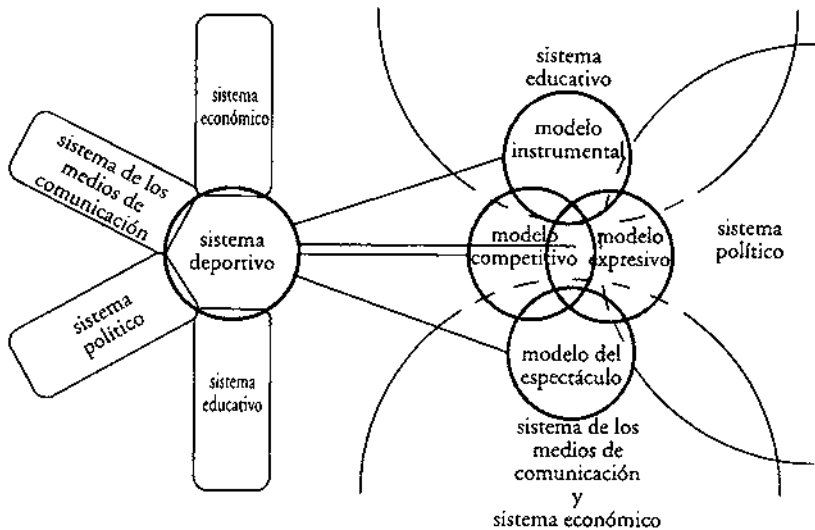 sistema
económico
sistema de los
medios de
comunicación
sistema
deportivo
sistema
político
sistema
educativo
sistema
educativo
modelo
instrumental
modelo
competitivo
modelo
expresivo
sistema
político
modelo del
espectáculo
sistema de los
medios de
comunicación
y
sistema económico